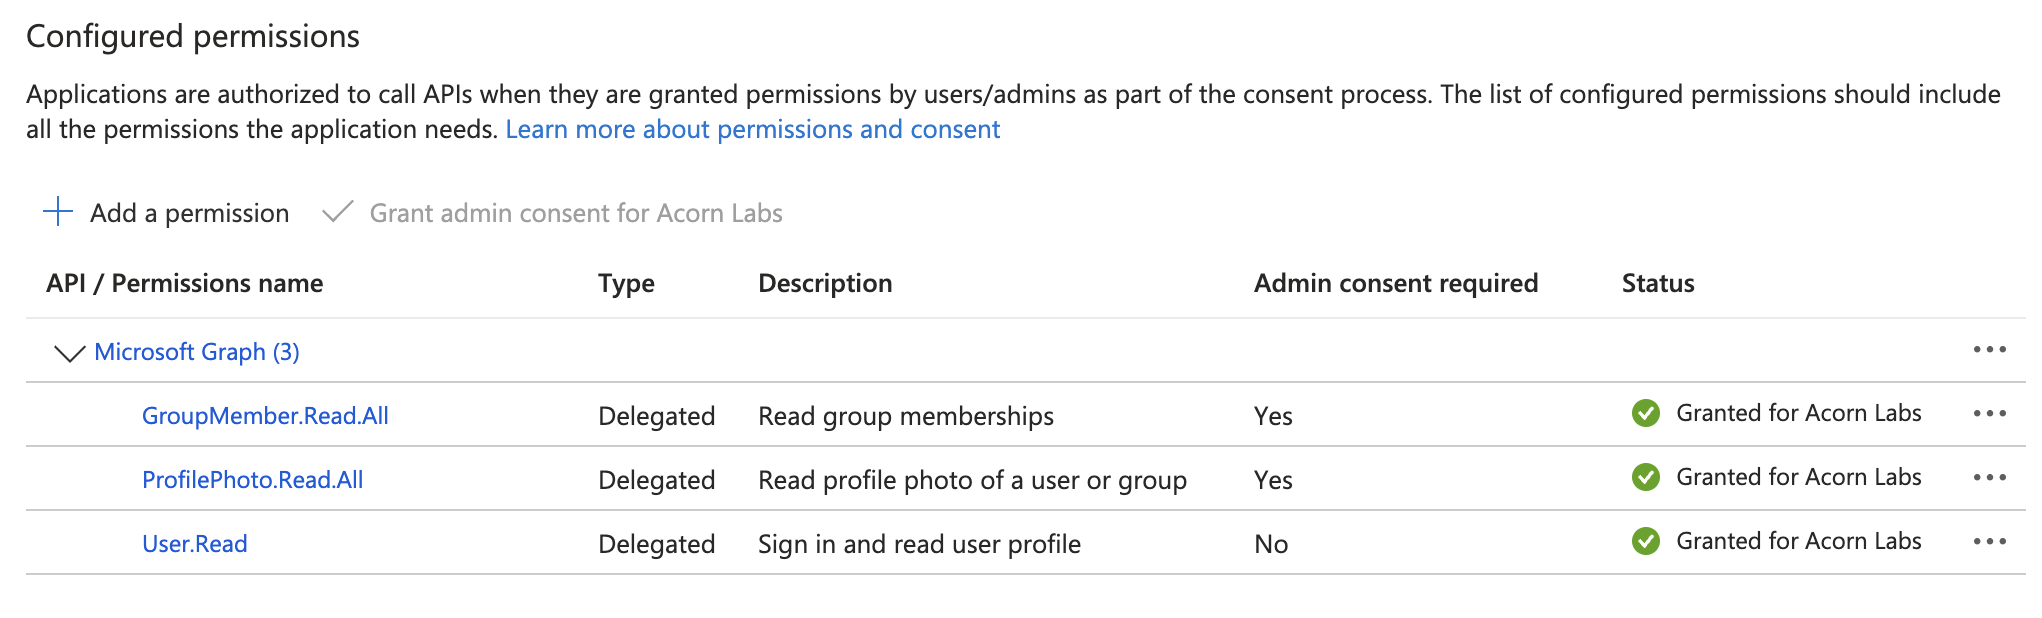 Configured permissions
Applications are authorized to call APIs when they are granted permissions by users/admins as part of the consent process. The list of configured permissions should include
all the permissions the application needs. Learn more about permissions and consent
Add a permission Grant admin consent for Acorn Labs
API / Permissions name Type Description Admin consent required Status
Microsoft Graph (3)
GroupMember.Read.All Delegated Read group memberships Yes Granted for Acorn Labs
ProfilePhoto.Read.All Delegated Read profile photo of a user or group Yes Granted for Acorn Labs
User.Read Delegated Sign in and read user profile No Granted for Acorn Labs